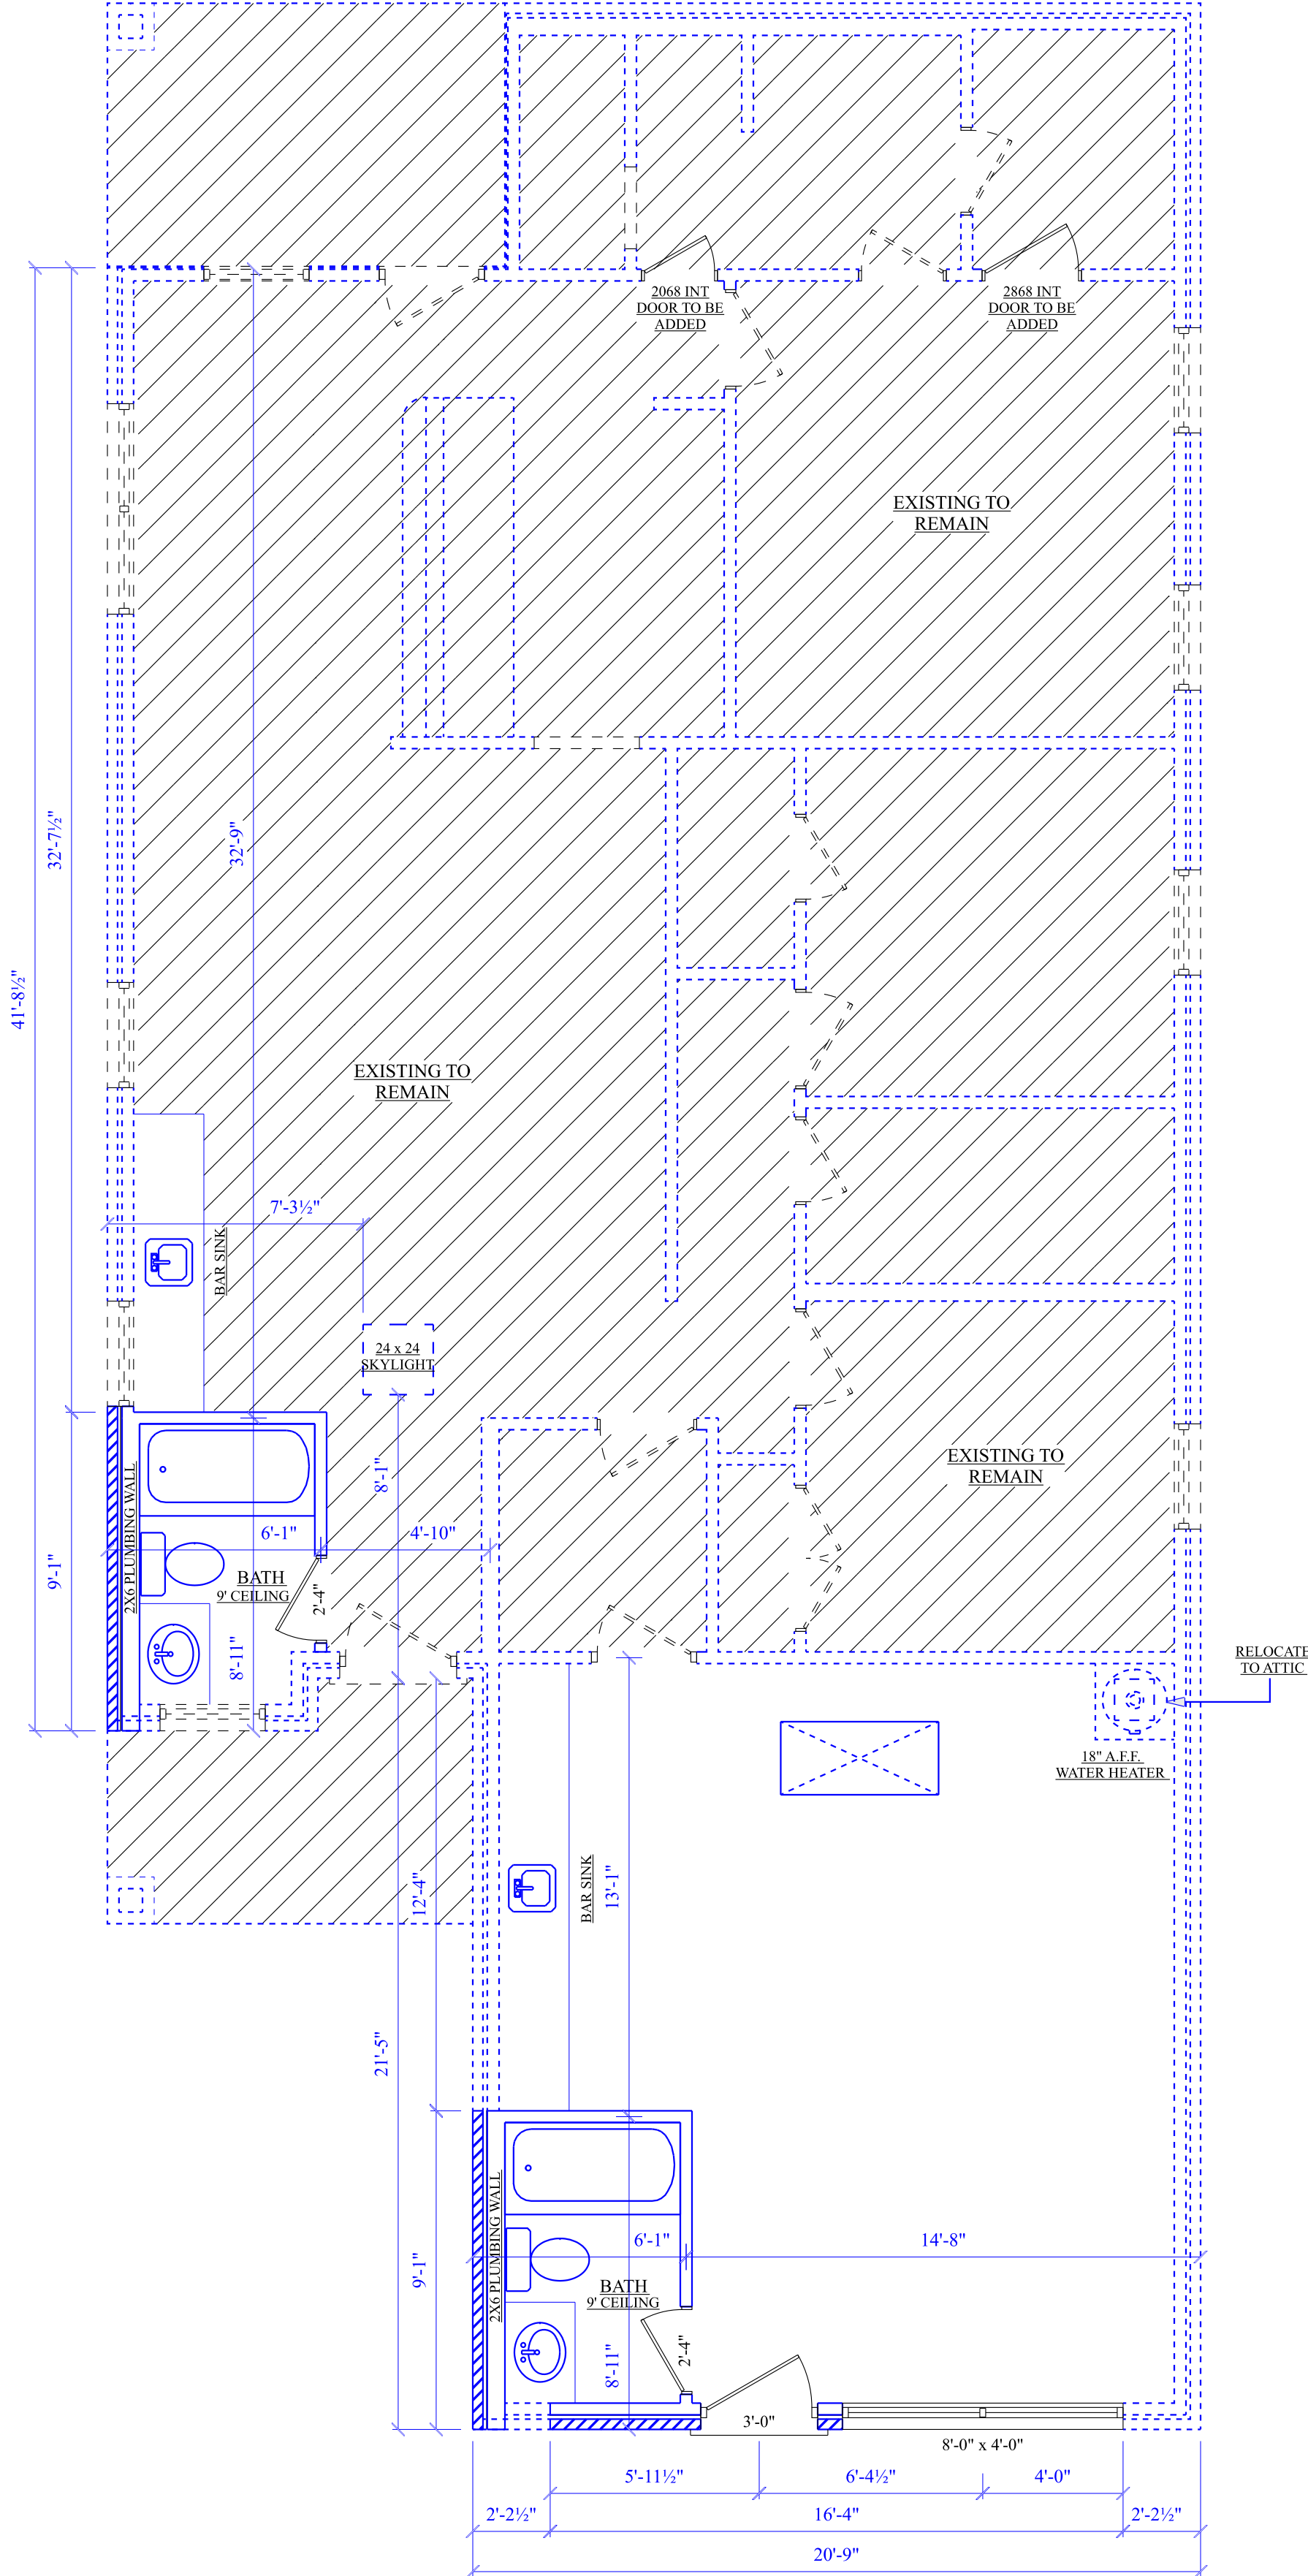 2068 INT
DOOR TO BE
ADDED
2868 INT
DOOR TO BE
ADDED
EXISTING TO
REMAIN
32'-7½"
32'-9"
41'-8½"
EXISTING TO
REMAIN
7'-3½"
BAR SINK
24 x 24
SKYLIGHT
EXISTING TO
REMAIN
2X6 PLUMBING WALL
8'-1"
6'-1"
4'-10"
9'-1"
BATH
9' CEILING
2'-4"
8'-11"
RELOCATE
TO ATTIC
18" A.F.F.
WATER HEATER
12'-4"
BAR SINK
13'-1"
21'-5"
2X6 PLUMBING WALL
6'-1"
14'-8"
9'-1"
BATH
9' CEILING
2'-4"
8'-11"
3'-0"
8'-0" x 4'-0"
5'-11½"
6'-4½"
4'-0"
2'-2½"
16'-4"
2'-2½"
20'-9"